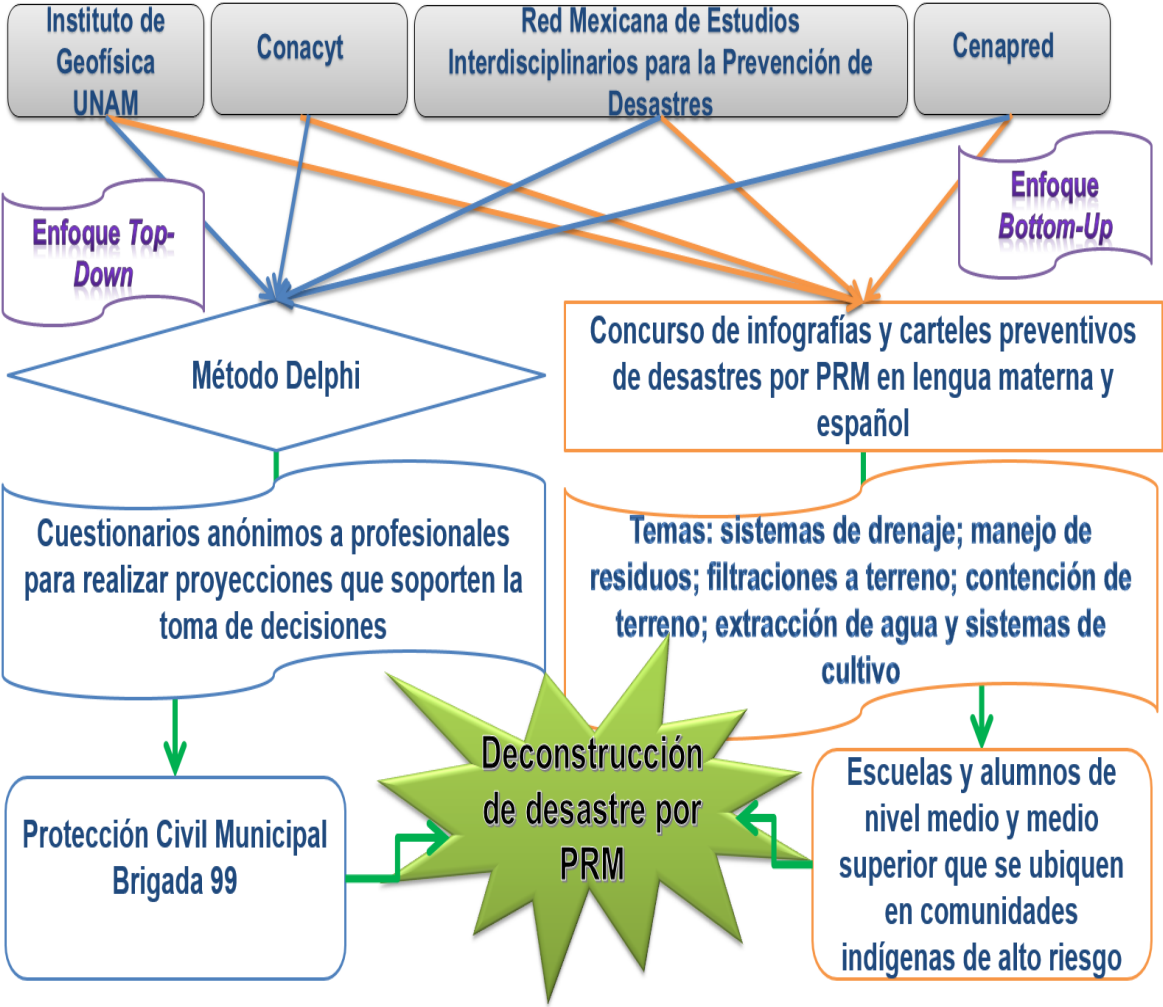 Instituto de
Geofísica
UNAM
Conacyt
Red Mexicana de Estudios
Interdisciplinarios para la Prevención de
Desastres
Cenapred
Enfoque Top-
Down
Enfoque
Bottom-Up
Método Delphi
Concurso de infografías y carteles preventivos
de desastres por PRM en lengua materna y
español
Cuestionarios anónimos a profesionales
para realizar proyecciones que soporten la
toma de decisiones
Temas: sistemas de drenaje; manejo de
residuos; filtraciones a terreno; contención de
terreno; extracción de agua y sistemas de
cultivo
Protección Civil Municipal
Brigada 99
Deconstrucción
de desastre por
PRM
Escuelas y alumnos de
nivel medio y medio
superior que se ubiquen
en comunidades
indígenas de alto riesgo